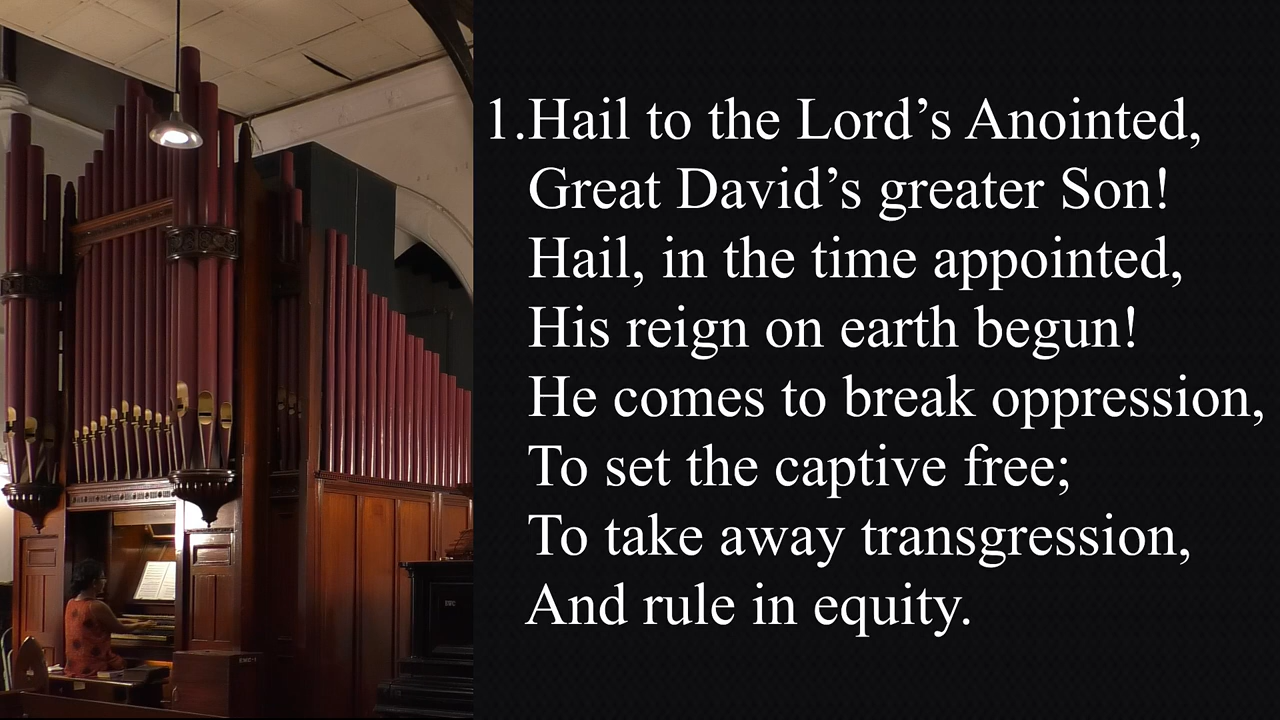 1.Hail to the Lord’s Anointed,
Great David’s greater Son!
Hail, in the time appointed,
His reign on earth begun!
He comes to break oppression,
To set the captive free;
To take away transgression,
And rule in equity.